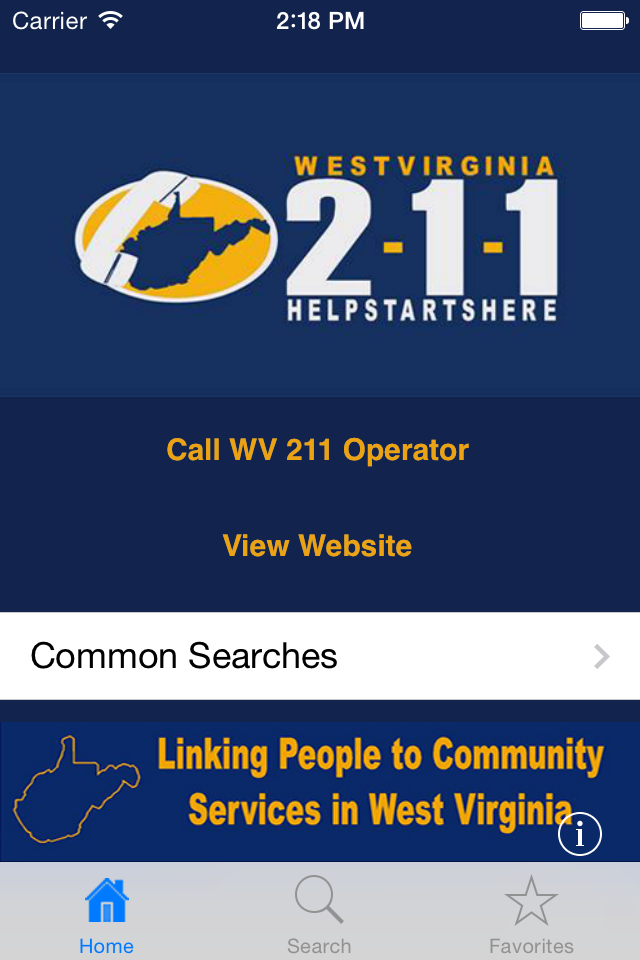 Carrier 2:18 PM
WESTVIRGINIA
2-1-1
HELPSTARTSHERE
Call WV 211 Operator
View Website
Common Searches
Linking People to Community
Services in West Virginia
i
Home Search Favorites